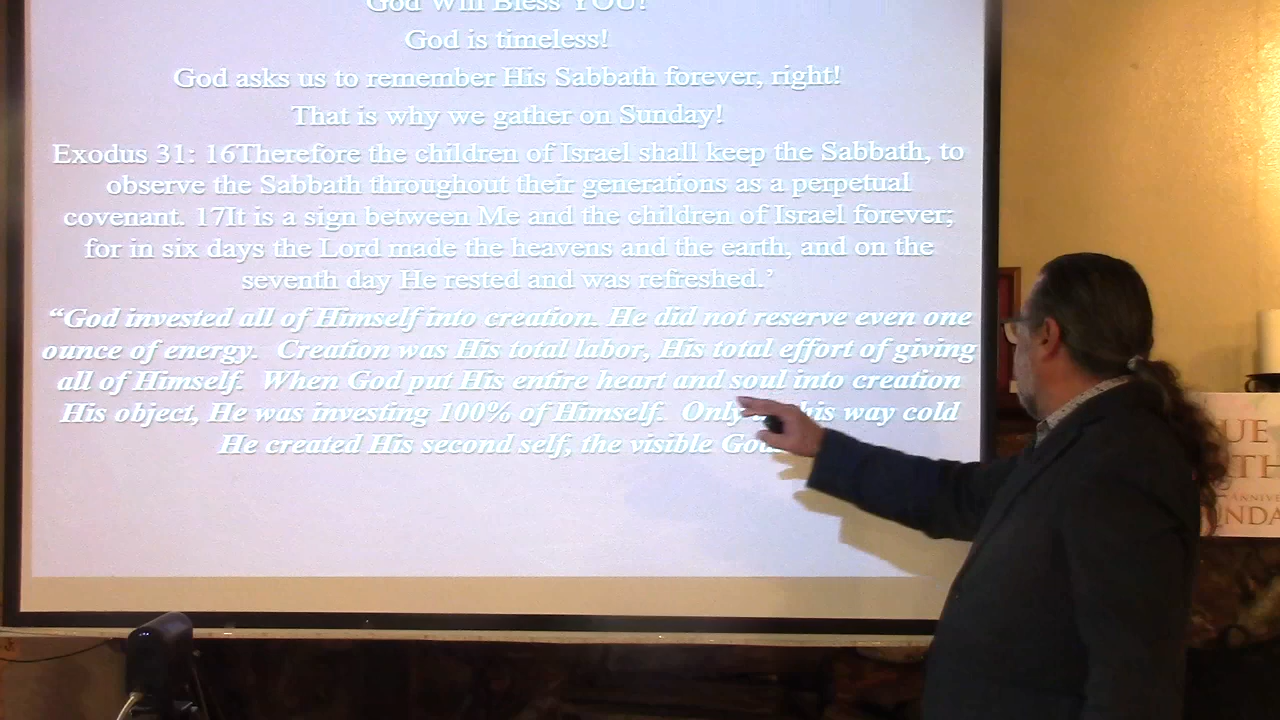 God Will Bless YOU!
God is timeless!
God asks us to remember His Sabbath forever, right!
That is why we gather on Sunday!
Exodus 31: 16Therefore the children of Israel shall keep the Sabbath, to
observe the Sabbath throughout their generations as a perpetual
covenant. 17It is a sign between Me and the children of Israel forever;
for in six days the Lord made the heavens and the earth, and on the
seventh day He rested and was refreshed.’
“God invested all of Himself into creation. He did not reserve even one
ounce of energy.  Creation was His total labor, His total effort of giving
all of Himself.  When God put His entire heart and soul into creation
His object, He was investing 100% of Himself.  Only his way cold
He created His second self, the visible God
UE
TH
ANNIVE
UNDA